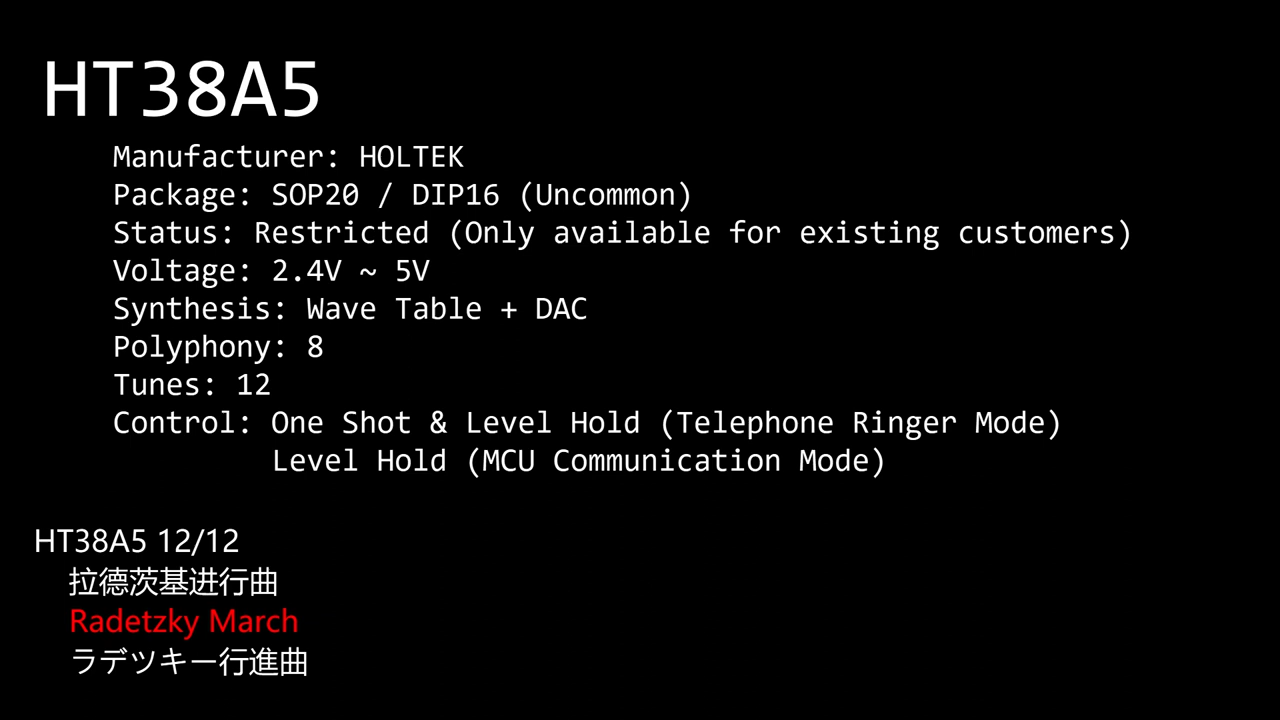 HT38A5
Manufacturer: HOLTEK
Package: SOP20 / DIP16 (Uncommon)
Status: Restricted (Only available for existing customers)
Voltage: 2.4V ~ 5V
Synthesis: Wave Table + DAC
Polyphony: 8
Tunes: 12
Control: One Shot & Level Hold (Telephone Ringer Mode)
Level Hold (MCU Communication Mode)
HT38A5 12/12
拉德茨基进行曲
Radetzky March
ラデツキー行進曲